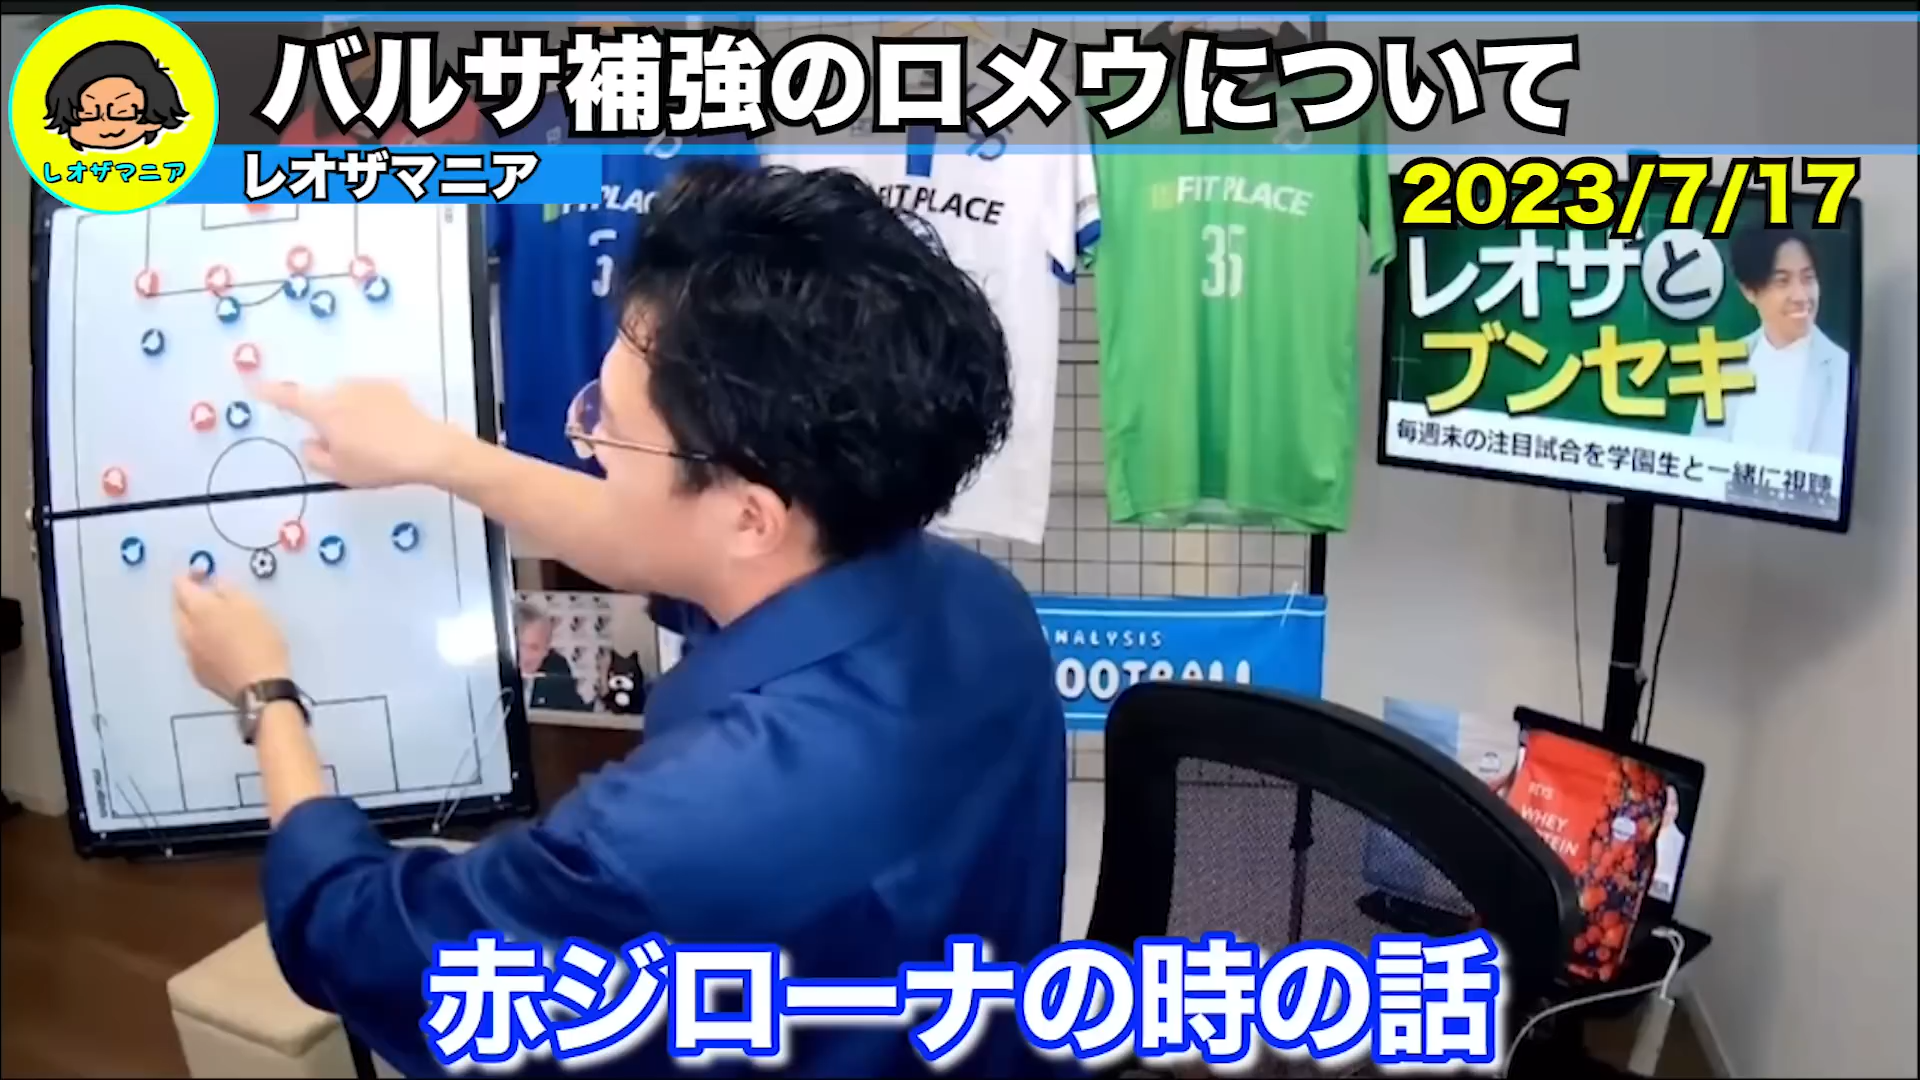 バルサ補強のロメウについて
レオザマニア
レオザマニア
2023/7/17
FIT PLACE
FIT PLACE
35
レオザと
ブンセキ
毎週末の注目試合を学園生と一緒に視聴
ANALYSIS
FOOTBALL
WHEY
赤ジローナの時の話